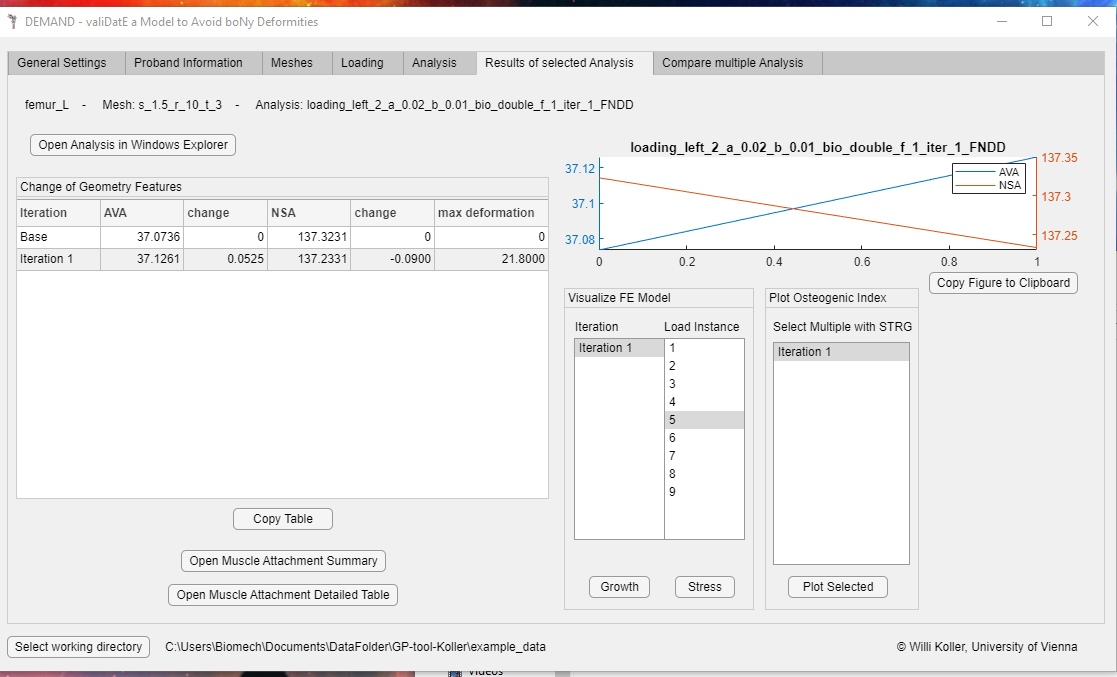 DEMAND - valiDatE a Model to Avoid boNy Deformities
General Settings Proband Information Meshes Loading Analysis Results of selected Analysis Compare multiple Analysis
femur_L - Mesh: s_1.5_r_10_t_3 - Analysis: loading_left_2_a_0.02_b_0.01_bio_double_f_1_iter_1_FNDD
Open Analysis in Windows Explorer
Change of Geometry Features
Iteration AVA change NSA change max deformation
Base 37.0736 0 137.3231 0 0
Iteration 1 37.1261 0.0525 137.2331 -0.0900 21.8000
Copy Table
Open Muscle Attachment Summary
Open Muscle Attachment Detailed Table
loading_left_2_a_0.02_b_0.01_bio_double_f_1_iter_1_FNDD
37.12
37.1
37.08
137.35
137.3
137.25
AVA
NSA
0 0.2 0.4 0.6 0.8 1
Copy Figure to Clipboard
Visualize FE Model
Iteration Load Instance
Iteration 1
1
2
3
4
5
6
7
8
9
Growth Stress
Plot Osteogenic Index
Select Multiple with STRG
Iteration 1
Plot Selected
Select working directory C:\Users\Biomech\Documents\DataFolder\GP-tool-Koller\example_data © Willi Koller, University of Vienna
Videos